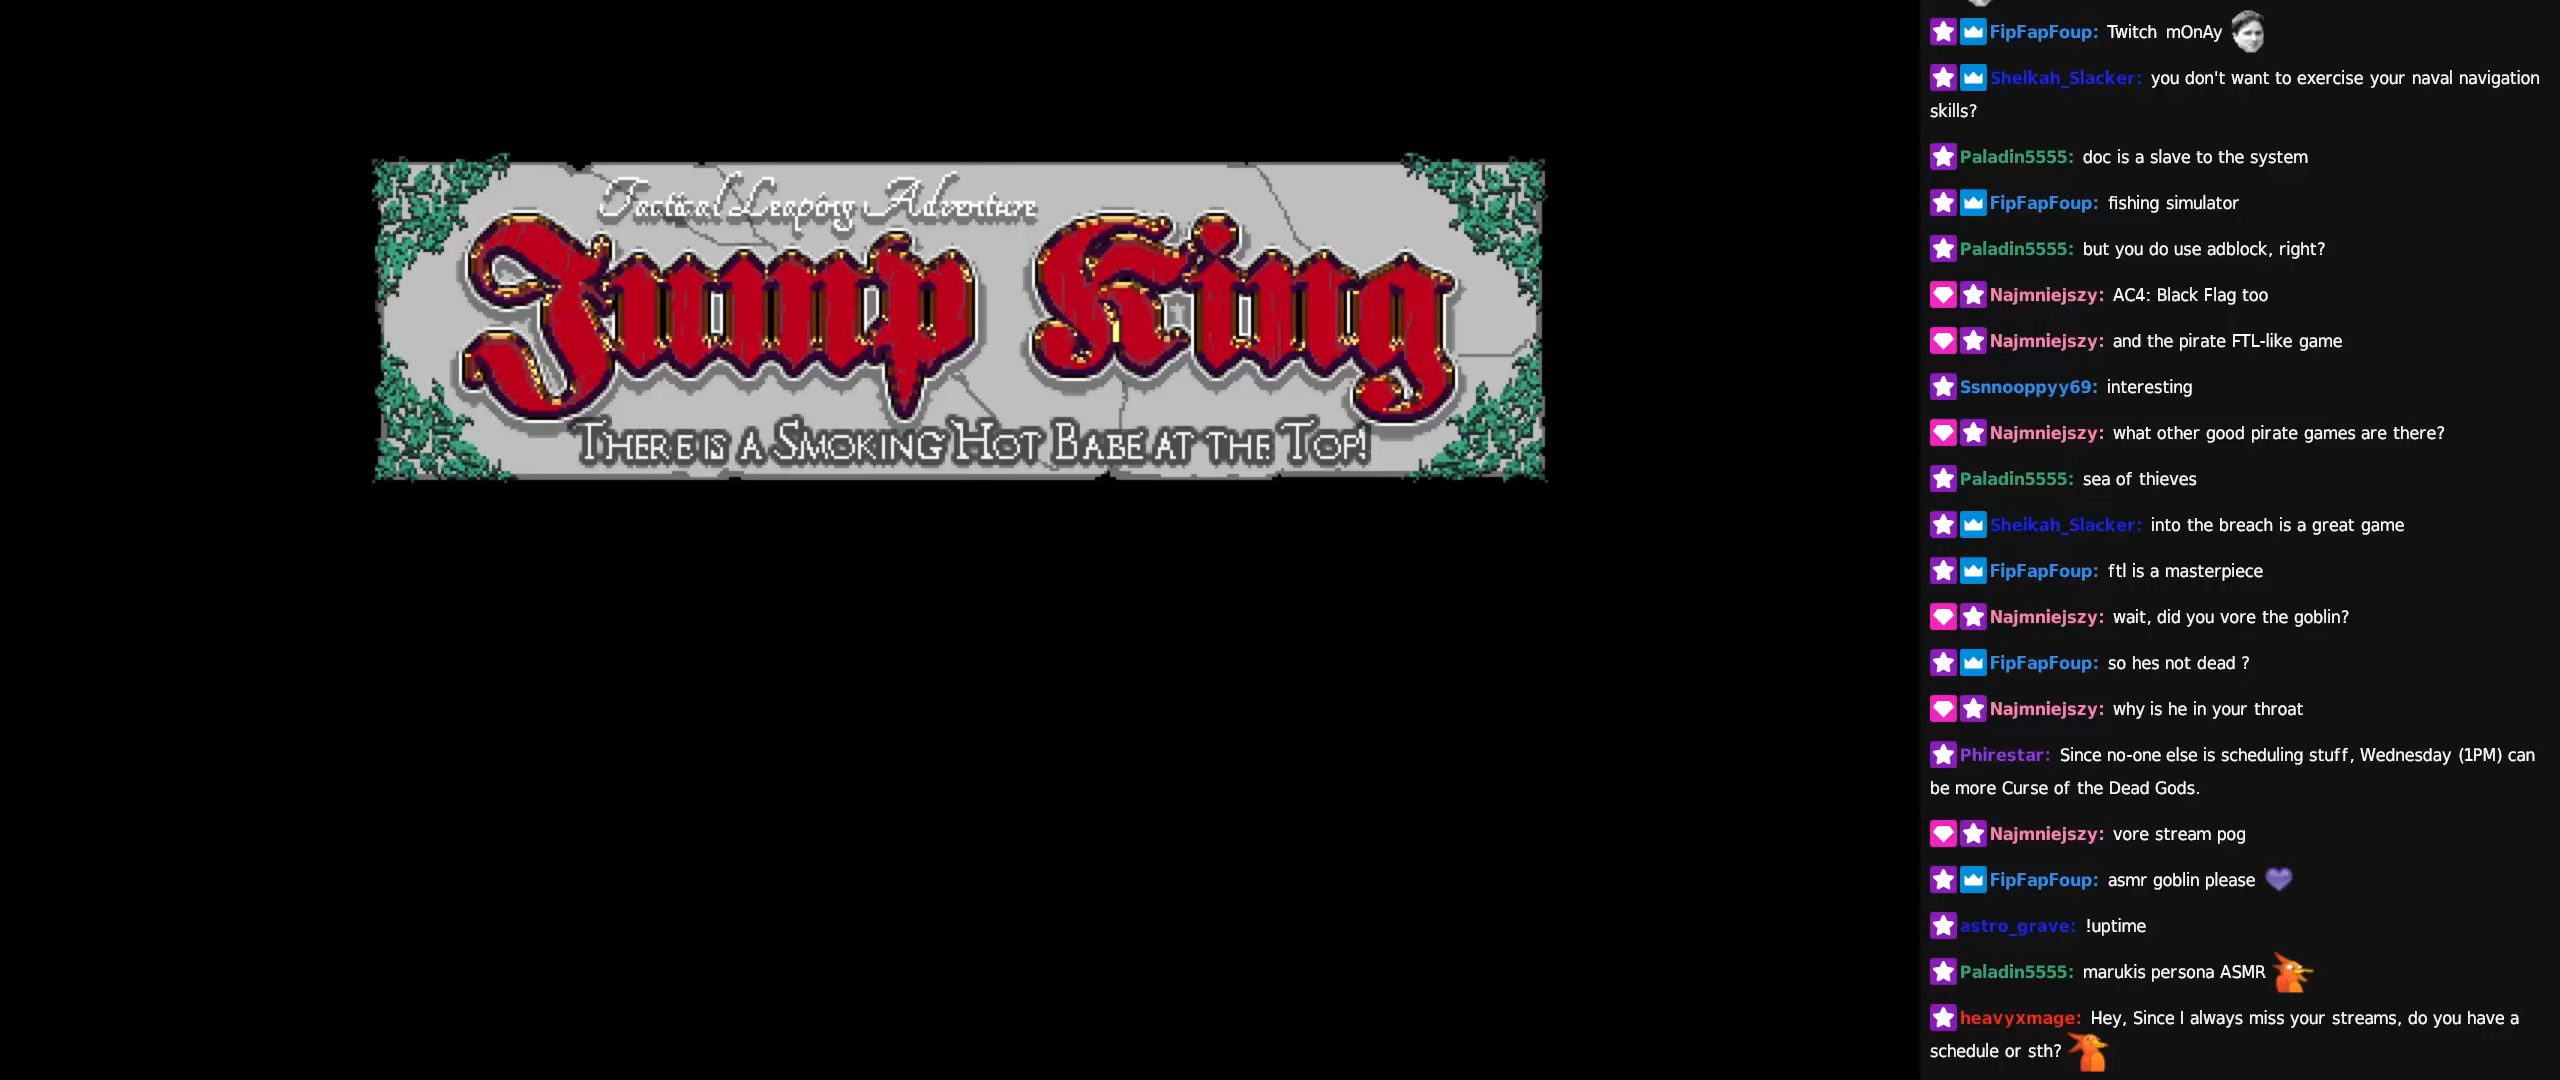 Tactical Leaping Adventure
Jump King
There is a Smoking Hot Babe at the Top!
FipFapFoup: Twitch mOnAy
Sheikah_Slacker: you don't want to exercise your naval navigation
skills?
Paladin5555: doc is a slave to the system
FipFapFoup: fishing simulator
Paladin5555: but you do use adblock, right?
Najmniejszy: AC4: Black Flag too
Najmniejszy: and the pirate FTL-like game
Ssnnooppyy69: interesting
Najmniejszy: what other good pirate games are there?
Paladin5555: sea of thieves
Sheikah_Slacker: into the breach is a great game
FipFapFoup: ftl is a masterpiece
Najmniejszy: wait, did you vore the goblin?
FipFapFoup: so hes not dead ?
Najmniejszy: why is he in your throat
Phirestar: Since no-one else is scheduling stuff, Wednesday (1PM) can
be more Curse of the Dead Gods.
Najmniejszy: vore stream pog
FipFapFoup: asmr goblin please
astro_grave: !uptime
Paladin5555: marukis persona ASMR
heavyxmage: Hey, Since I always miss your streams, do you have a
schedule or sth?